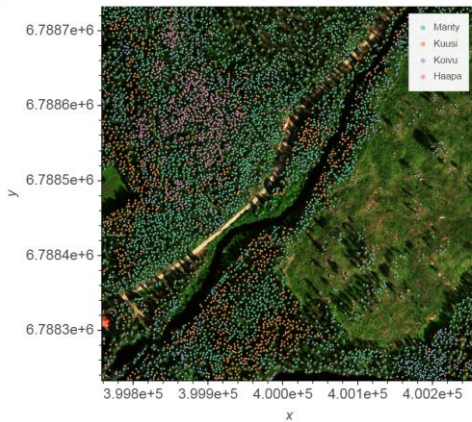 6.7887e+6
6.7886e+6
6.7885e+6
6.7884e+6
6.7883e+6
y
3.998e+5 3.999e+5 4.000e+5 4.001e+5 4.002e+5
x
Mänty
Kuusi
Koivu
Haapa